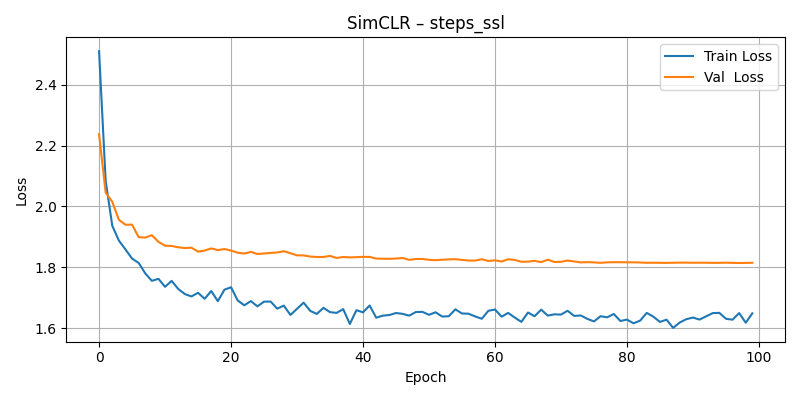 SimCLR – steps_ssl
Train Loss
Val  Loss
Loss
2.4
2.2
2.0
1.8
1.6
0 20 40 60 80 100
Epoch